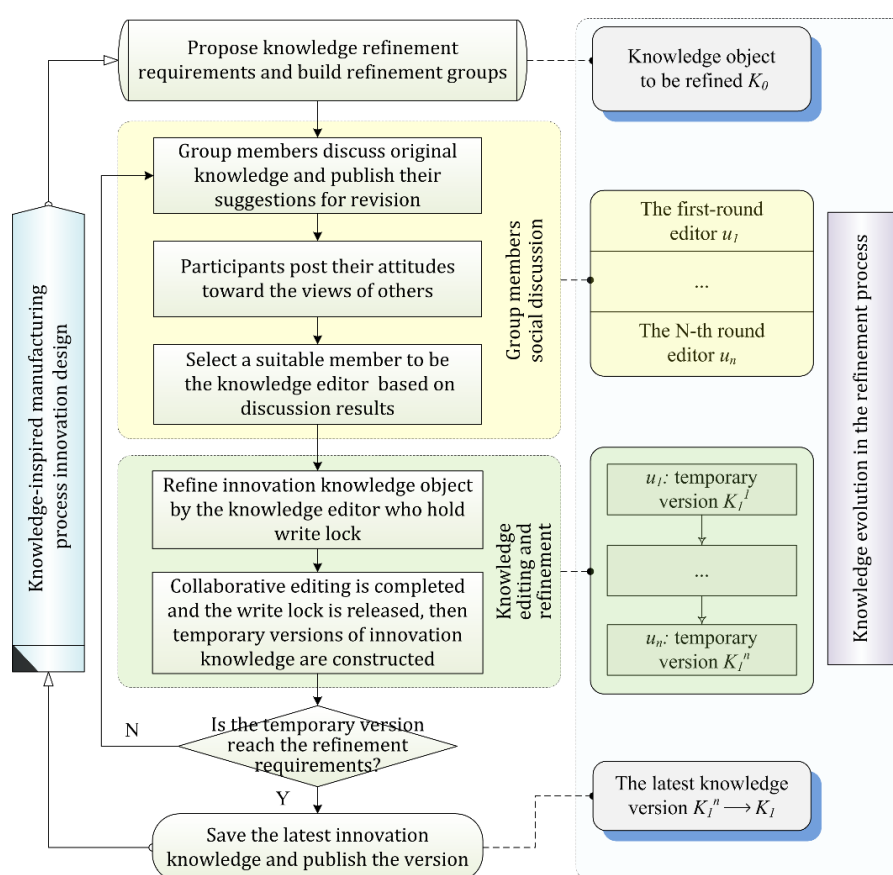 Propose knowledge refinement
requirements and build refinement groups
Knowledge object
to be refined K₀
Group members discuss original
knowledge and publish their
suggestions for revision
Participants post their attitudes
toward the views of others
Select a suitable member to be
the knowledge editor based on
discussion results
Group members
social discussion
The first-round
editor u₁
...
The N-th round
editor uₙ
Knowledge-inspired manufacturing
process innovation design
Knowledge evolution in the refinement process
Refine innovation knowledge object
by the knowledge editor who hold
write lock
Collaborative editing is completed
and the write lock is released, then
temporary versions of innovation
knowledge are constructed
Knowledge
editing and
refinement
u₁: temporary
version K₁¹
...
uₙ: temporary
version K₁ⁿ
Is the temporary version
reach the refinement
requirements?
N
Y
Save the latest innovation
knowledge and publish the version
The latest knowledge
version K₁ⁿ ⟶ K₁